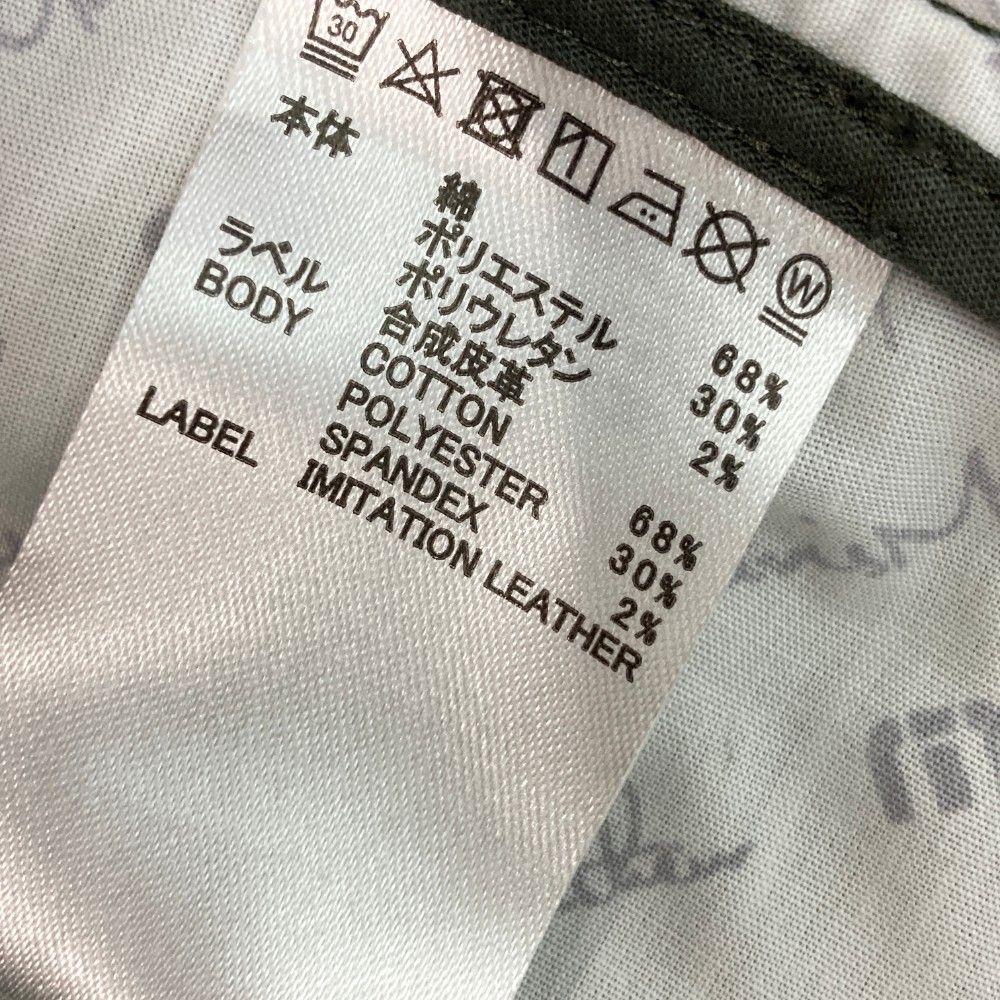 30
W
本体 綿 68%
ポリエステル 30%
ポリウレタン 2%
ラベル 合成皮革
BODY COTTON 68%
POLYESTER 30%
SPANDEX 2%
LABEL IMITATION LEATHER